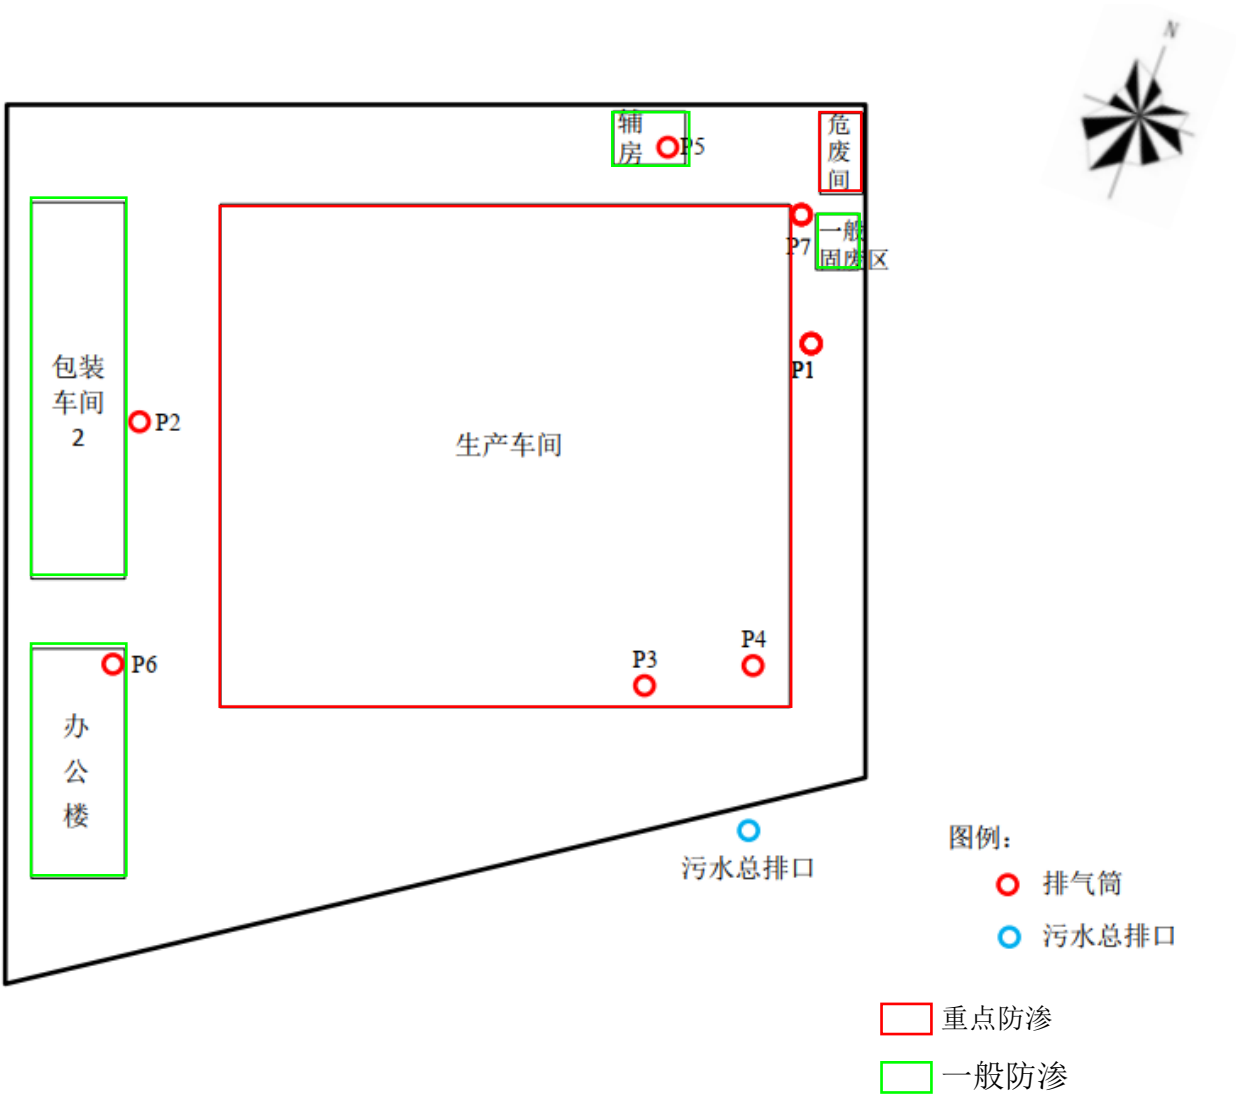 N
辅
房
P5
危
废
间
P7
一般
固废区
P1
包装
车间
2
P2
生产车间
P4
P3
P6
办
公
楼
污水总排口
图例：
排气筒
污水总排口
重点防渗
一般防渗